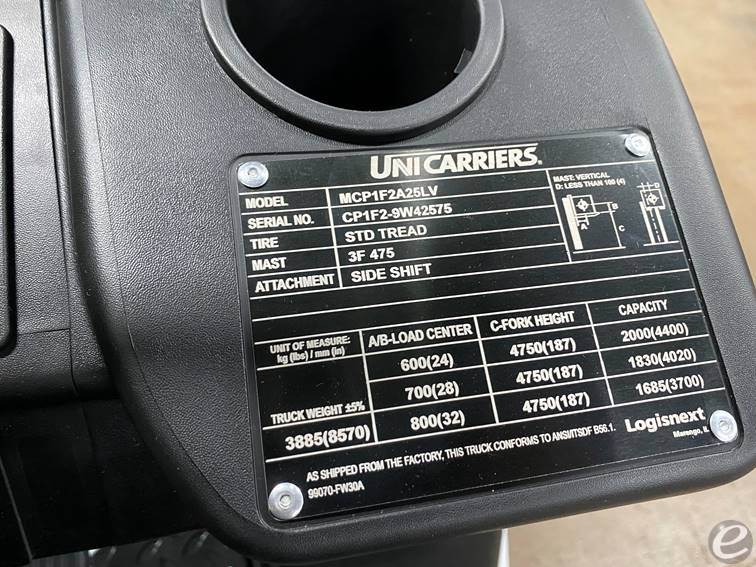 UNICARRIERS®
MODEL MCP1F2A25LV
SERIAL NO. CP1F2-9W42575
TIRE STD TREAD
MAST 3F 475
ATTACHMENT SIDE SHIFT
MAST: VERTICAL
D: LESS THAN 100 (4)
D
B
A
C
UNIT OF MEASURE:
kg (lbs) / mm (in)
A/B-LOAD CENTER C-FORK HEIGHT CAPACITY
600(24) 4750(187) 2000(4400)
700(28) 4750(187) 1830(4020)
800(32) 4750(187) 1685(3700)
TRUCK WEIGHT ±5%
3885(8570)
AS SHIPPED FROM THE FACTORY, THIS TRUCK CONFORMS TO ANSI/ITSDF B56.1.
99070-FW30A
Logisnext
Marengo, IL
e